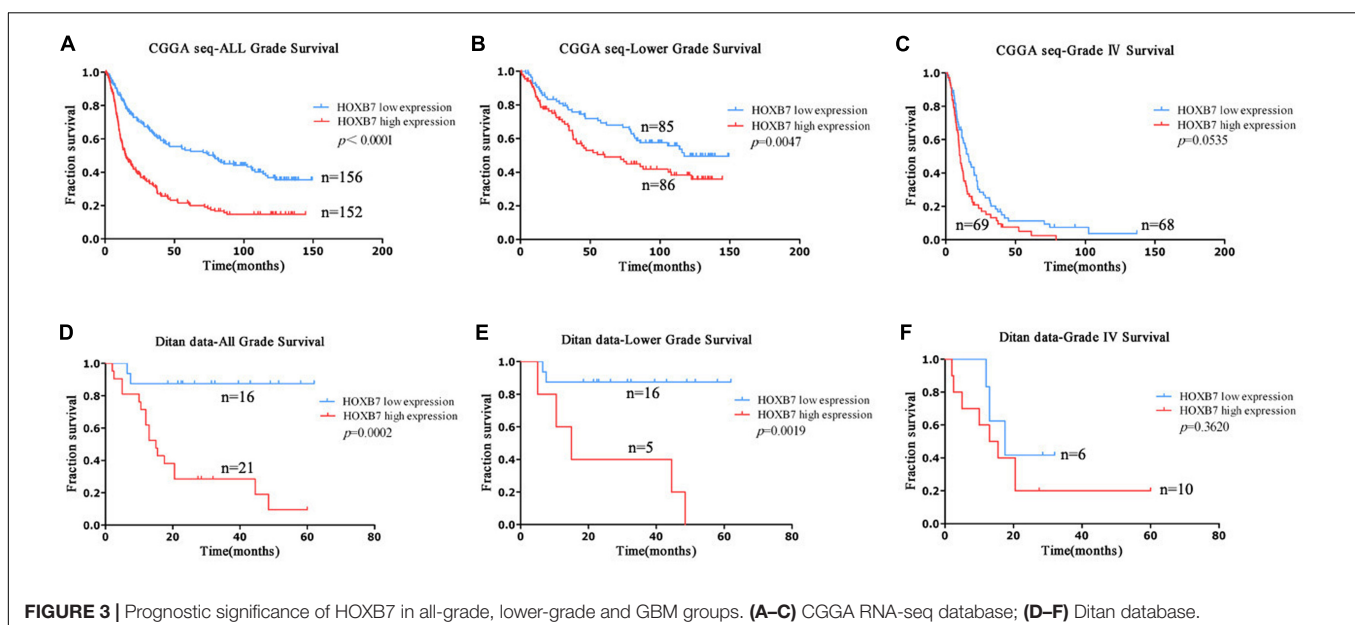 A
CGGA seq-ALL Grade Survival
Fraction survival
1.0
0.8
0.6
0.4
0.2
0.0
0
50
100
150
200
Time(months)
HOXB7 low expression
HOXB7 high expression
p< 0.0001
n=156
n=152
B
CGGA seq-Lower Grade Survival
Fraction survival
1.0
0.8
0.6
0.4
0.2
0.0
0
50
100
150
200
Time(months)
HOXB7 low expression
HOXB7 high expression
p=0.0047
n=85
n=86
C
CGGA seq-Grade IV Survival
Fraction survival
1.0
0.8
0.6
0.4
0.2
0.0
0
50
100
150
200
Time(months)
HOXB7 low expression
HOXB7 high expression
p=0.0535
n=69
n=68
D
Ditan data-All Grade Survival
Fraction survival
1.0
0.8
0.6
0.4
0.2
0.0
0
20
40
60
80
Time(months)
HOXB7 low expression
HOXB7 high expression
p=0.0002
n=16
n=21
E
Ditan data-Lower Grade Survival
Fraction survival
1.0
0.8
0.6
0.4
0.2
0.0
0
20
40
60
80
Time(months)
HOXB7 low expression
HOXB7 high expression
p=0.0019
n=16
n=5
F
Ditan data-Grade IV Survival
Fraction survival
1.0
0.8
0.6
0.4
0.2
0.0
0
20
40
60
80
Time(months)
HOXB7 low expression
HOXB7 high expression
p=0.3620
n=6
n=10
FIGURE 3 | Prognostic significance of HOXB7 in all-grade, lower-grade and GBM groups. (A–C) CGGA RNA-seq database; (D–F) Ditan database.